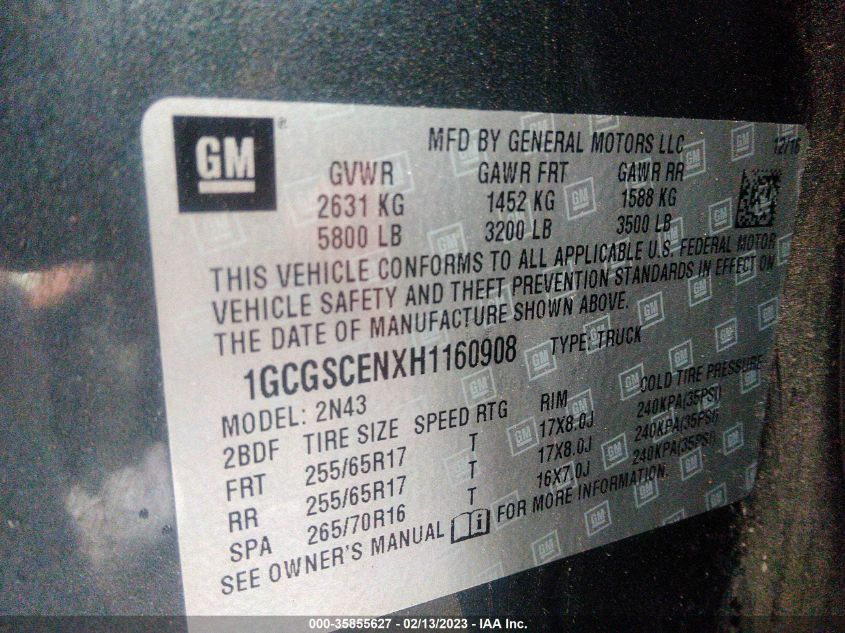 GM
MFD BY GENERAL MOTORS LLC 12/16
GVWR GAWR FRT GAWR RR
2631 KG 1452 KG 1588 KG
5800 LB 3200 LB 3500 LB
THIS VEHICLE CONFORMS TO ALL APPLICABLE U.S. FEDERAL MOTOR
VEHICLE SAFETY AND THEFT PREVENTION STANDARDS IN EFFECT ON
THE DATE OF MANUFACTURE SHOWN ABOVE.
1GCGSCENXH1160908 TYPE: TRUCK
MODEL: 2N43
2BDF TIRE SIZE SPEED RTG RIM COLD TIRE PRESSURE
FRT 255/65R17 T 17X8.0J 240KPA(35PSI)
RR 255/65R17 T 17X8.0J 240KPA(35PSI)
SPA 265/70R16 T 16X7.0J 240KPA(35PSI)
SEE OWNER'S MANUAL FOR MORE INFORMATION.
000-35855627 - 02/13/2023 - IAA Inc.